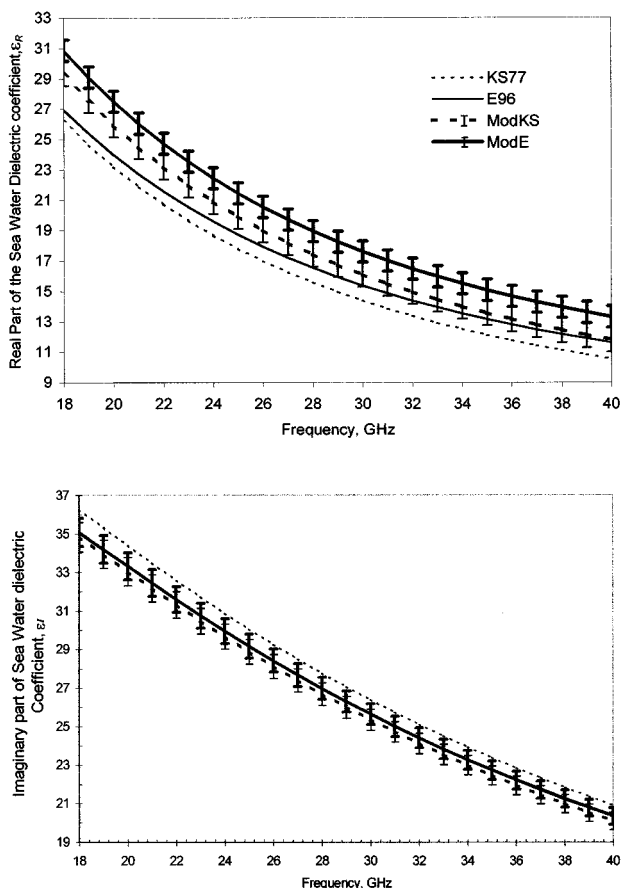 Real Part of the Sea Water Dielectric coefficient,εR
33
31
29
27
25
23
21
19
17
15
13
11
9
KS77
E96
ModKS
ModE
18 20 22 24 26 28 30 32 34 36 38 40
Frequency, GHz
Imaginary part of Sea Water dielectric
Coefficient, εI
37
35
33
31
29
27
25
23
21
19
18 20 22 24 26 28 30 32 34 36 38 40
Frequency, GHz